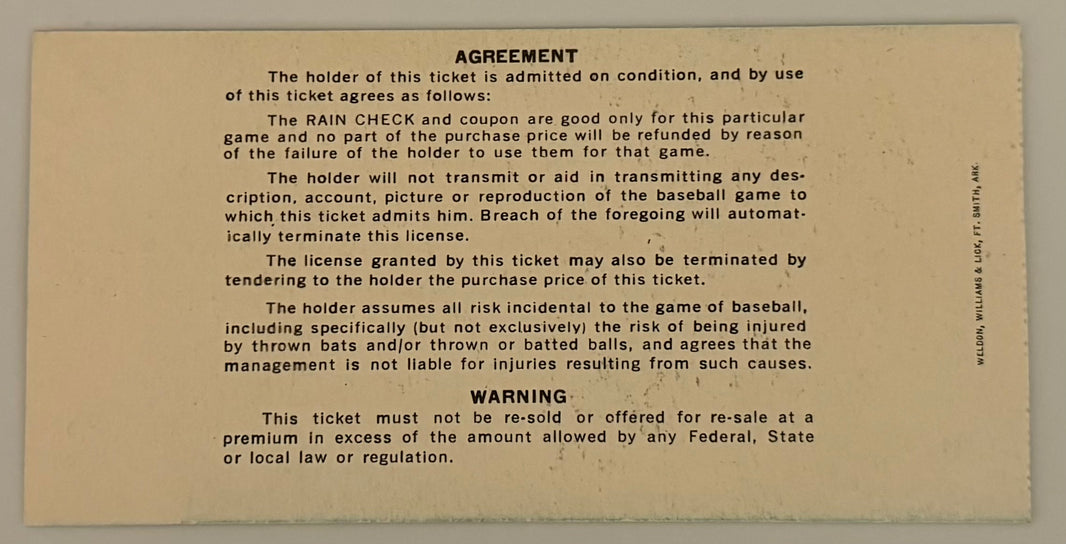 AGREEMENT
The holder of this ticket is admitted on condition, and by use
of this ticket agrees as follows:
The RAIN CHECK and coupon are good only for this particular
game and no part of the purchase price will be refunded by reason
of the failure of the holder to use them for that game.
The holder will not transmit or aid in transmitting any des-
cription, account, picture or reproduction of the baseball game to
which this ticket admits him. Breach of the foregoing will automat-
ically terminate this license.
The license granted by this ticket may also be terminated by
tendering to the holder the purchase price of this ticket.
The holder assumes all risk incidental to the game of baseball,
including specifically (but not exclusively) the risk of being injured
by thrown bats and/or thrown or batted balls, and agrees that the
management is not liable for injuries resulting from such causes.
WARNING
This ticket must not be re-sold or offered for re-sale at a
premium in excess of the amount allowed by any Federal, State
or local law or regulation.
WELDON, WILLIAMS & LICK, FT. SMITH, ARK.